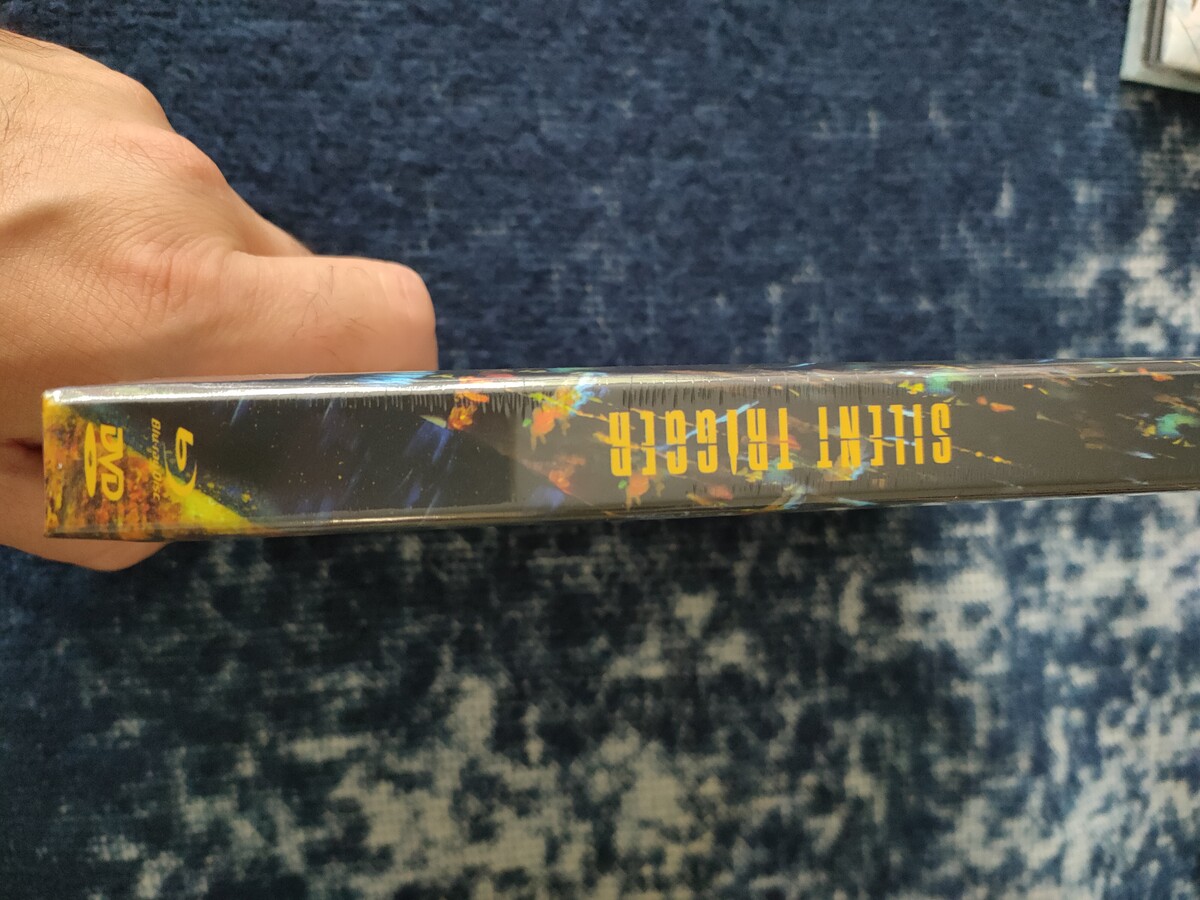 SILENT TRIGGER
Blu-ray Disc
DVD